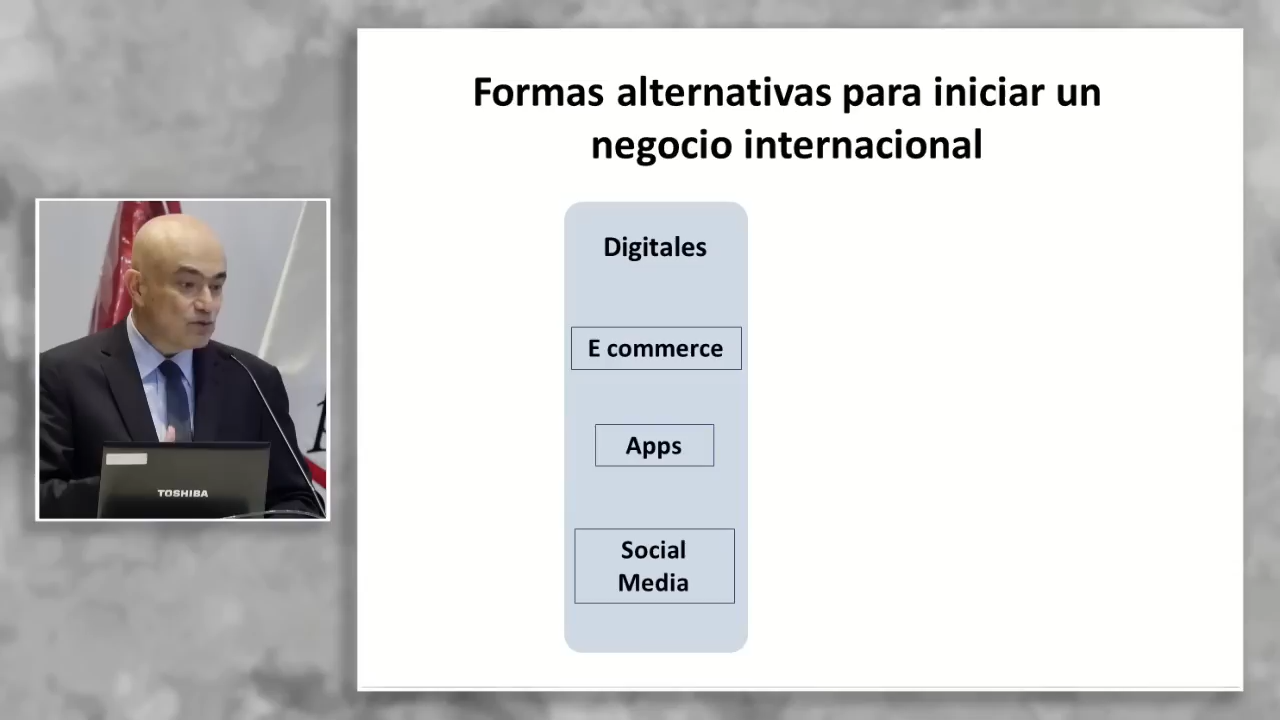 Formas alternativas para iniciar un
negocio internacional
Digitales
E commerce
Apps
Social
Media
TOSHIBA